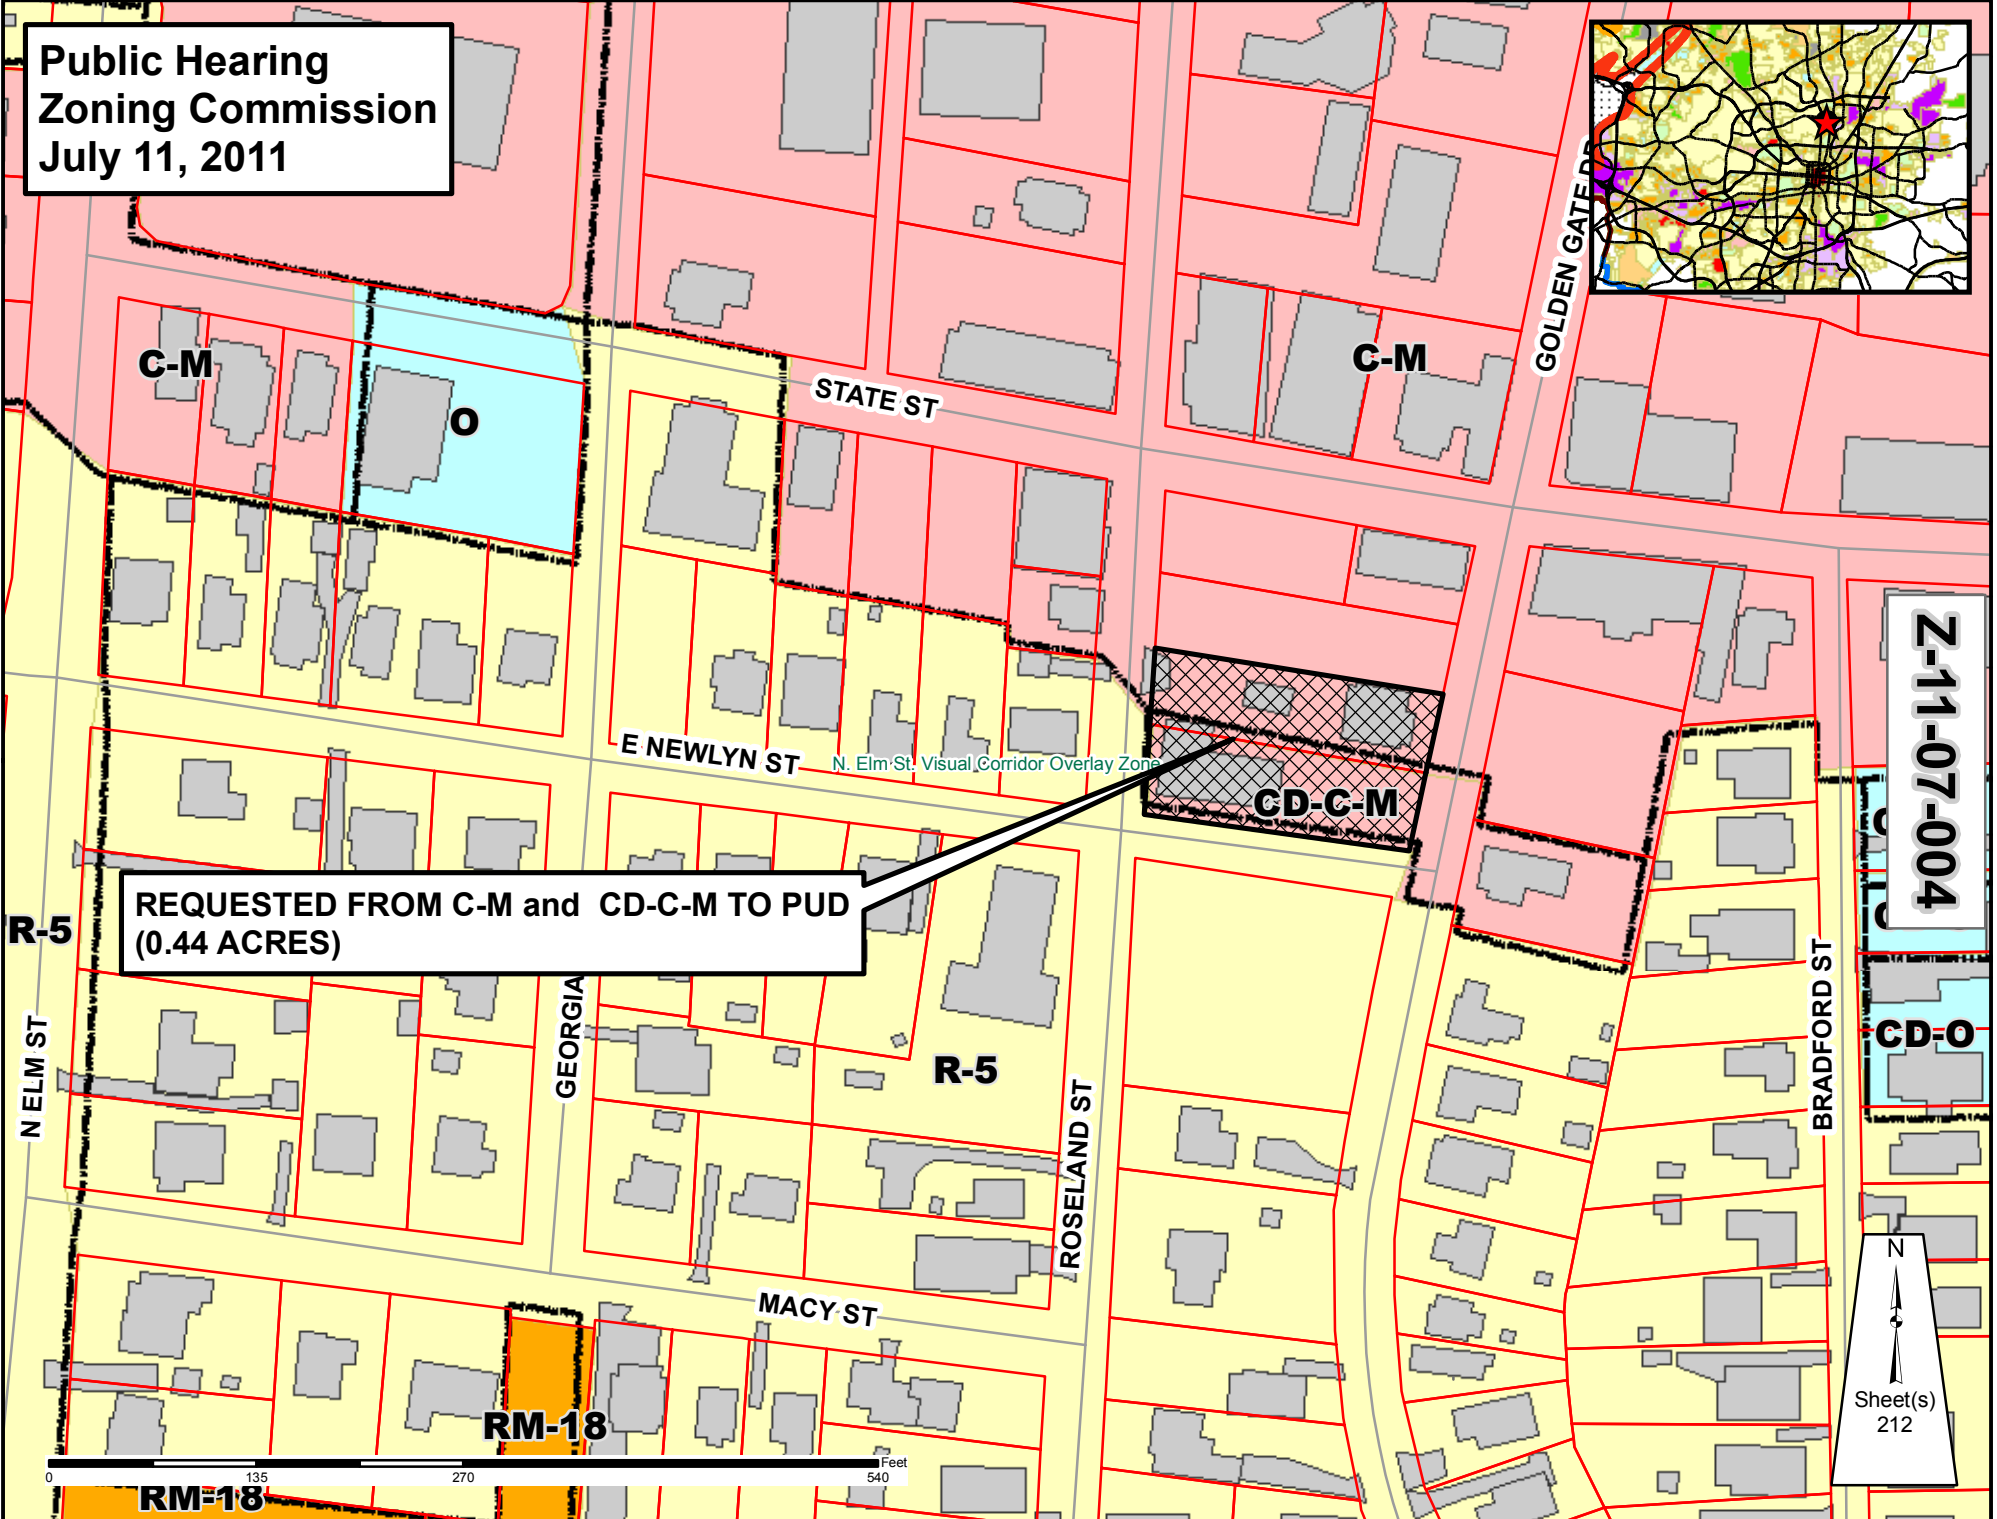 Public Hearing
Zoning Commission
July 11, 2011
GOLDEN GATE DR
C-M
O
STATE ST
C-M
Z-11-07-004
E NEWLYN ST
N. Elm St. Visual Corridor Overlay Zone
CD-C-M
REQUESTED FROM C-M and CD-C-M TO PUD
(0.44 ACRES)
R-5
GEORGIA
N ELM ST
R-5
ROSELAND ST
BRADFORD ST
CD-O
MACY ST
N
Sheet(s)
212
RM-18
Feet
0 135 270 540
RM-18